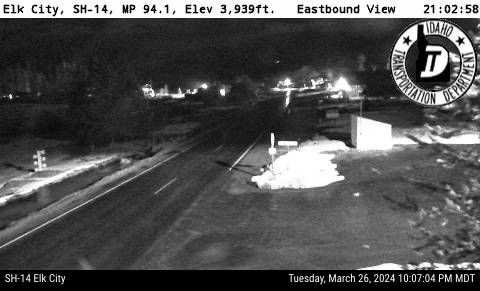 Elk City, SH-14, MP 94.1, Elev 3,939ft. Eastbound View 21:02:58
IDAHO
TRANSPORTATION DEPARTMENT
SH-14 Elk City Tuesday, March 26, 2024 10:07:04 PM MDT